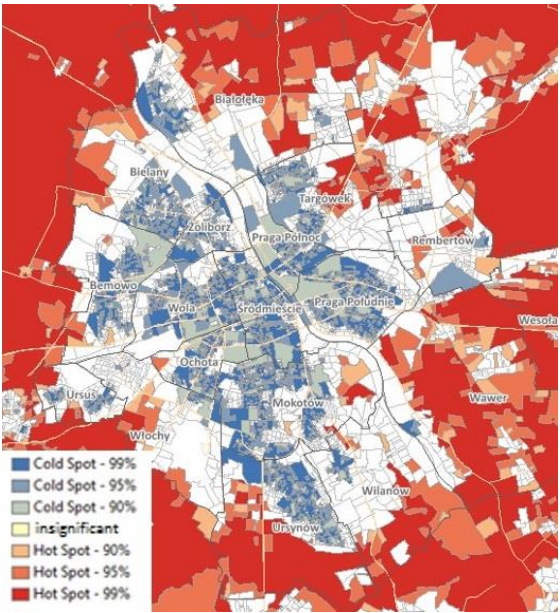 Białołęka
Bielany
Targówek
Żoliborz
Praga Północ
Rembertów
Bemowo
Wola
Śródmieście
Praga Południe
Wesoła
Ochota
Ursus
Mokotów
Wawer
Włochy
Wilanów
Ursynów
Cold Spot - 99%
Cold Spot - 95%
Cold Spot - 90%
insignificant
Hot Spot - 90%
Hot Spot - 95%
Hot Spot - 99%